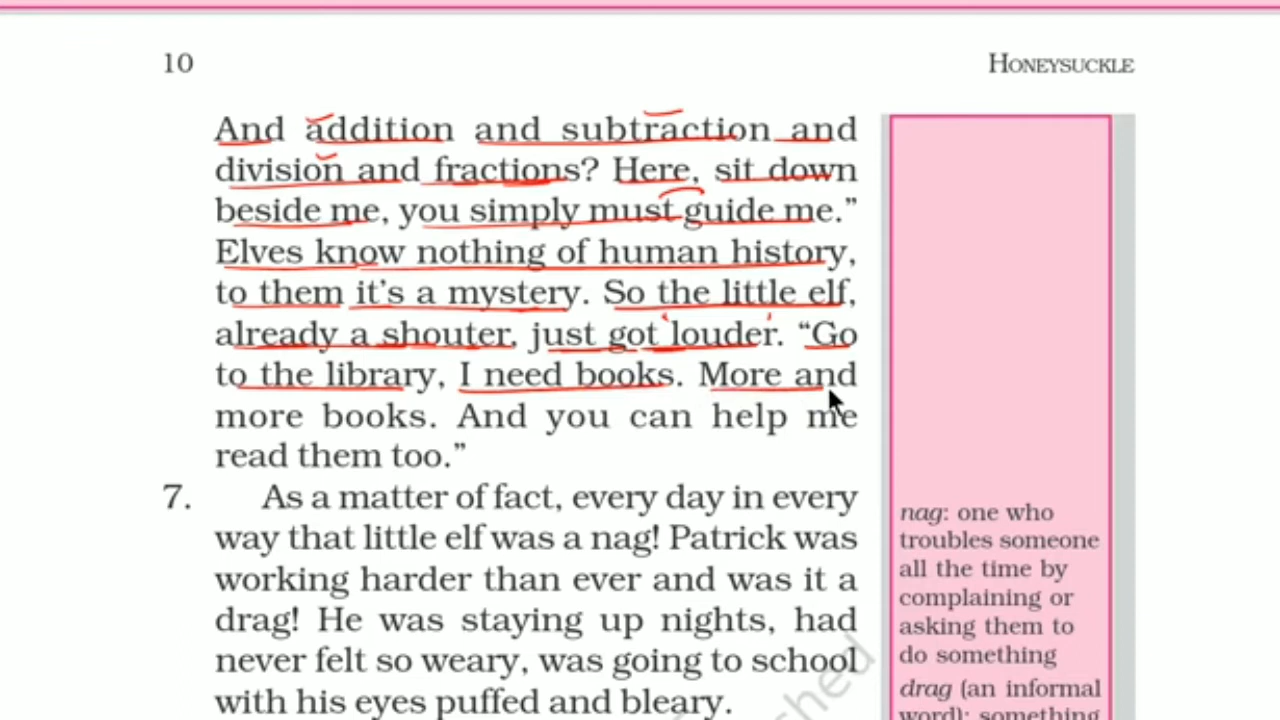 10
HONEYSUCKLE
And addition and subtraction and
division and fractions? Here, sit down
beside me, you simply must guide me.”
Elves know nothing of human history,
to them it’s a mystery. So the little elf,
already a shouter, just got louder. “Go
to the library, I need books. More and
more books. And you can help me
read them too.”
7. As a matter of fact, every day in every
way that little elf was a nag! Patrick was
working harder than ever and was it a
drag! He was staying up nights, had
never felt so weary, was going to school
with his eyes puffed and bleary.
nag: one who
troubles someone
all the time by
complaining or
asking them to
do something
drag (an informal
word): something